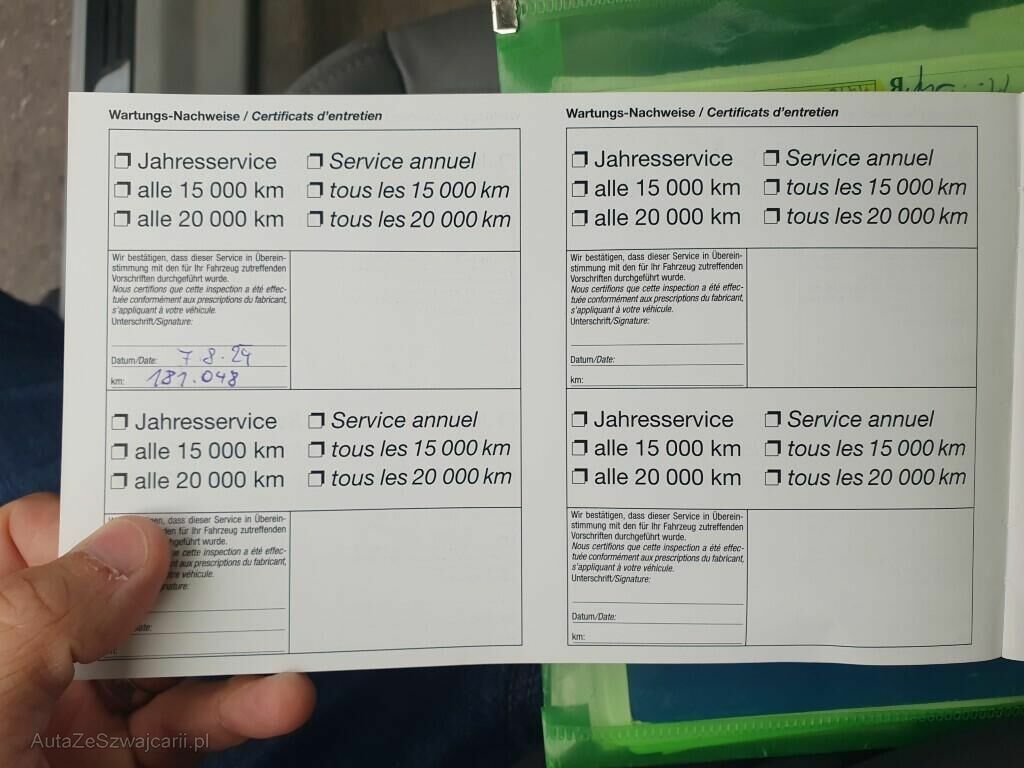 Wartungs-Nachweise / Certificats d'entretien
❒ Jahresservice ❒ Service annuel
❒ alle 15 000 km ❒ tous les 15 000 km
❒ alle 20 000 km ❒ tous les 20 000 km
Wir bestätigen, dass dieser Service in Überein-
stimmung mit den für Ihr Fahrzeug zutreffenden
Vorschriften durchgeführt wurde.
Nous certifions que cette inspection a été effec-
tuée conformément aux prescriptions du fabricant,
s'appliquant à votre véhicule.
Unterschrift/Signature:
Datum/Date: 7.8.24
km: 181.048
❒ Jahresservice ❒ Service annuel
❒ alle 15 000 km ❒ tous les 15 000 km
❒ alle 20 000 km ❒ tous les 20 000 km
dass dieser Service in Überein-
für Ihr Fahrzeug zutreffenden
wurde.
cette inspection a été effec-
aux prescriptions du fabricant,
véhicule.
Wartungs-Nachweise / Certificats d'entretien
❒ Jahresservice ❒ Service annuel
❒ alle 15 000 km ❒ tous les 15 000 km
❒ alle 20 000 km ❒ tous les 20 000 km
Wir bestätigen, dass dieser Service in Überein-
stimmung mit den für Ihr Fahrzeug zutreffenden
Vorschriften durchgeführt wurde.
Nous certifions que cette inspection a été effec-
tuée conformément aux prescriptions du fabricant,
s'appliquant à votre véhicule.
Unterschrift/Signature:
Datum/Date:
km:
❒ Jahresservice ❒ Service annuel
❒ alle 15 000 km ❒ tous les 15 000 km
❒ alle 20 000 km ❒ tous les 20 000 km
Wir bestätigen, dass dieser Service in Überein-
stimmung mit den für Ihr Fahrzeug zutreffenden
Vorschriften durchgeführt wurde.
Nous certifions que cette inspection a été effec-
tuée conformément aux prescriptions du fabricant,
s'appliquant à votre véhicule.
Unterschrift/Signature:
Datum/Date:
km:
AutaZeSzwajcarii.pl